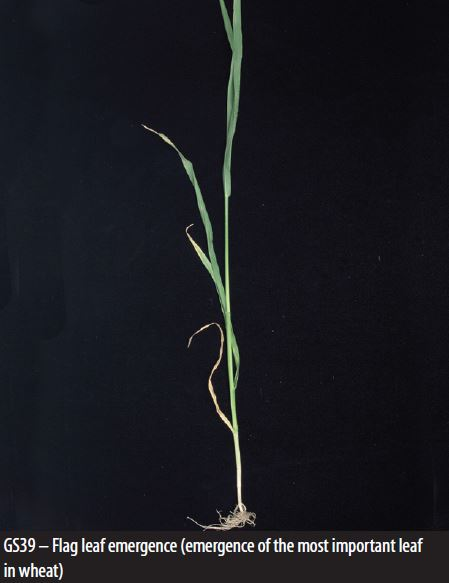 GS39 – Flag leaf emergence (emergence of the most important leaf
in wheat)